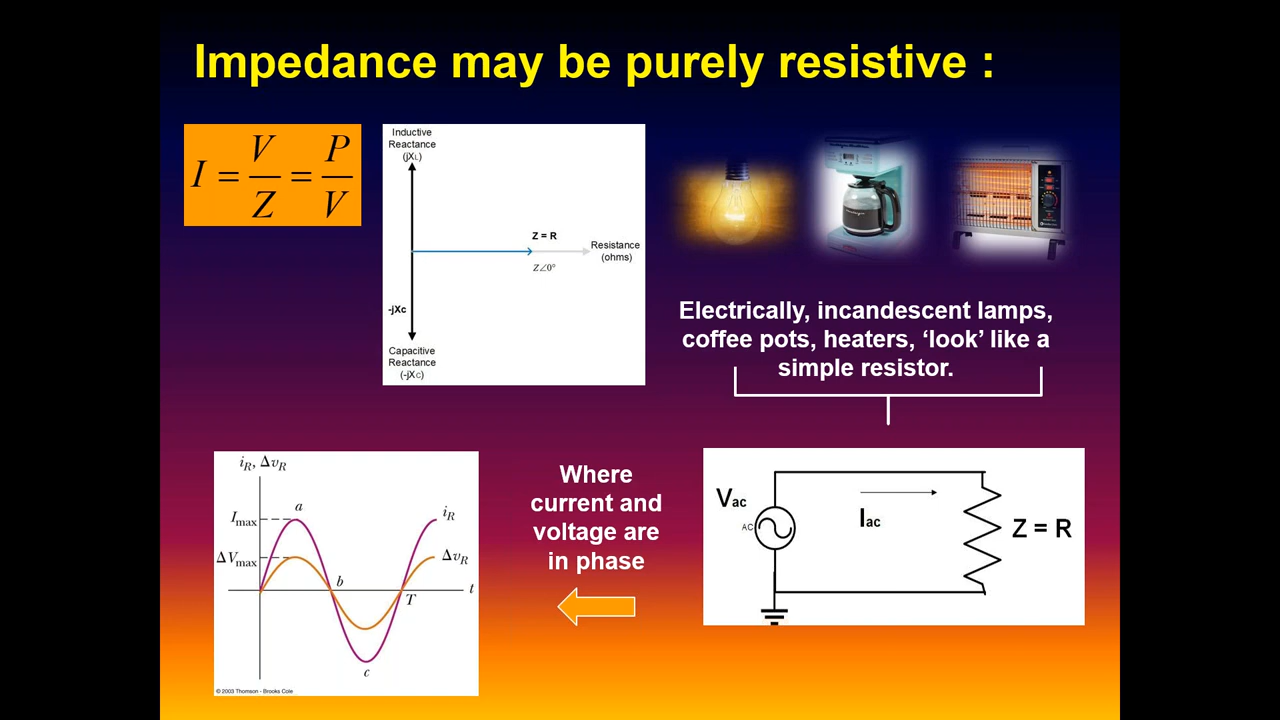 Impedance may be purely resistive :
I = V/Z = P/V
Inductive
Reactance
(jXL)
Z = R
Z∠0°
Resistance
(ohms)
-jXc
Capacitive
Reactance
(-jXC)
Electrically, incandescent lamps,
coffee pots, heaters, ‘look’ like a
simple resistor.
iR, ΔvR
a
Imax
iR
ΔVmax
ΔvR
b
t
T
c
© 2003 Thomson - Brooks Cole
Where
current and
voltage are
in phase
Vac
AC
Iac
Z = R